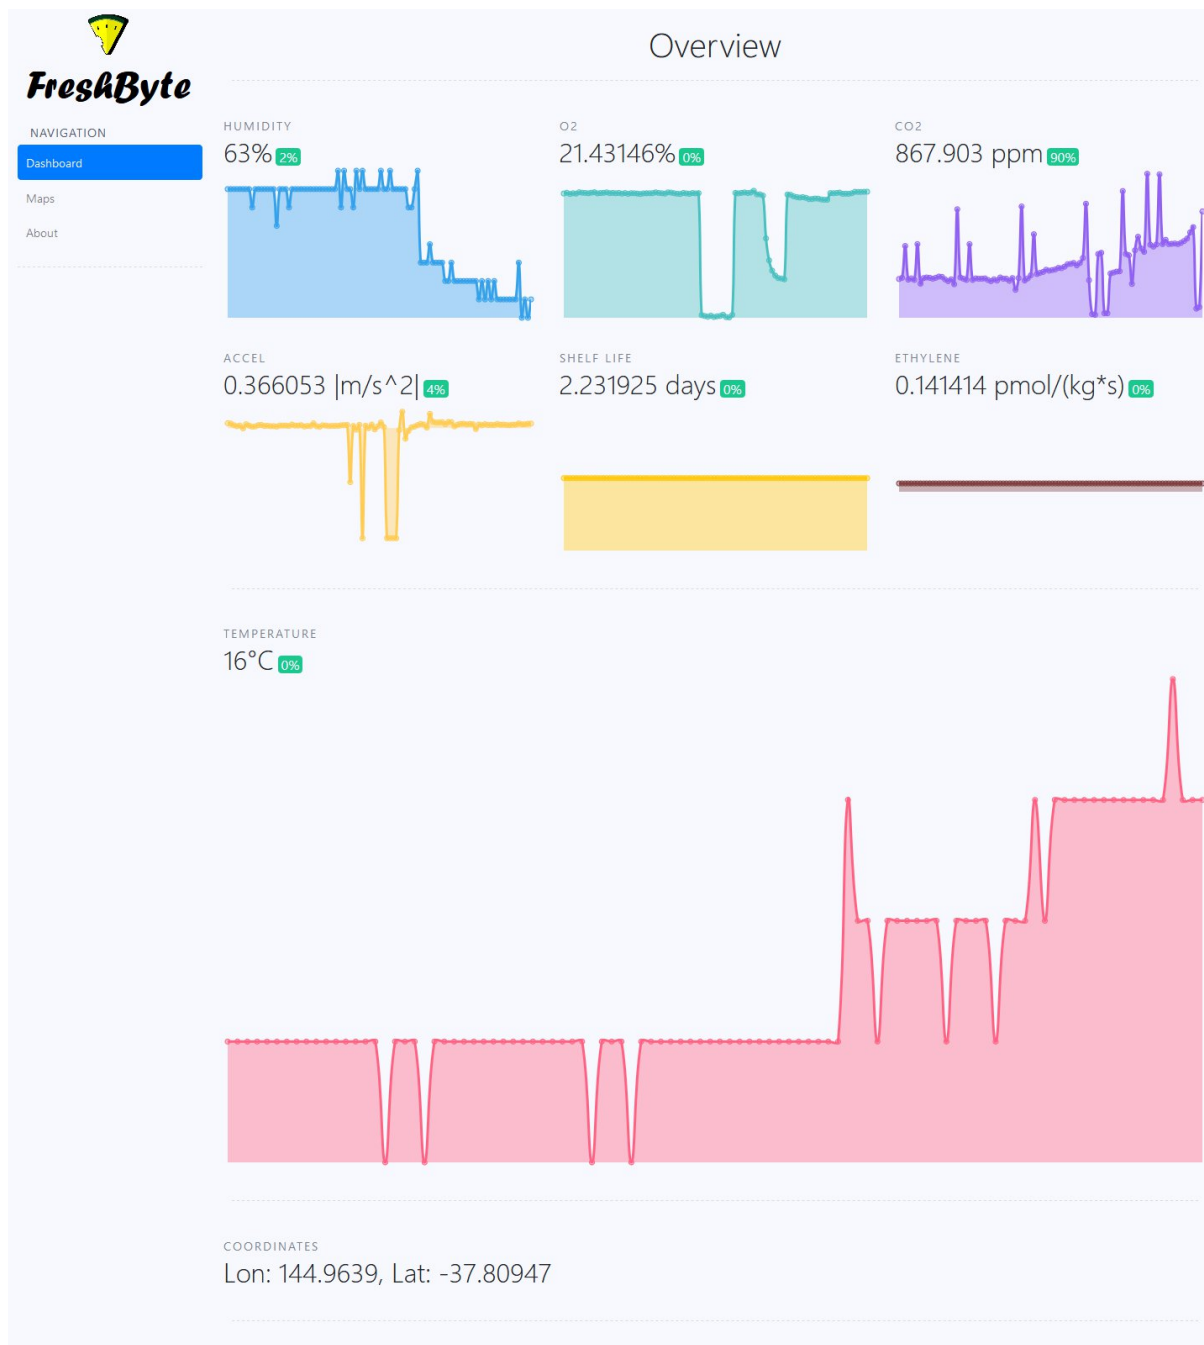 FreshByte
NAVIGATION
Dashboard
Maps
About
Overview
HUMIDITY
63% 2%
O2
21.43146% 0%
CO2
867.903 ppm 90%
ACCEL
0.366053 |m/s^2| 4%
SHELF LIFE
2.231925 days 0%
ETHYLENE
0.141414 pmol/(kg*s) 0%
TEMPERATURE
16°C 0%
COORDINATES
Lon: 144.9639, Lat: -37.80947